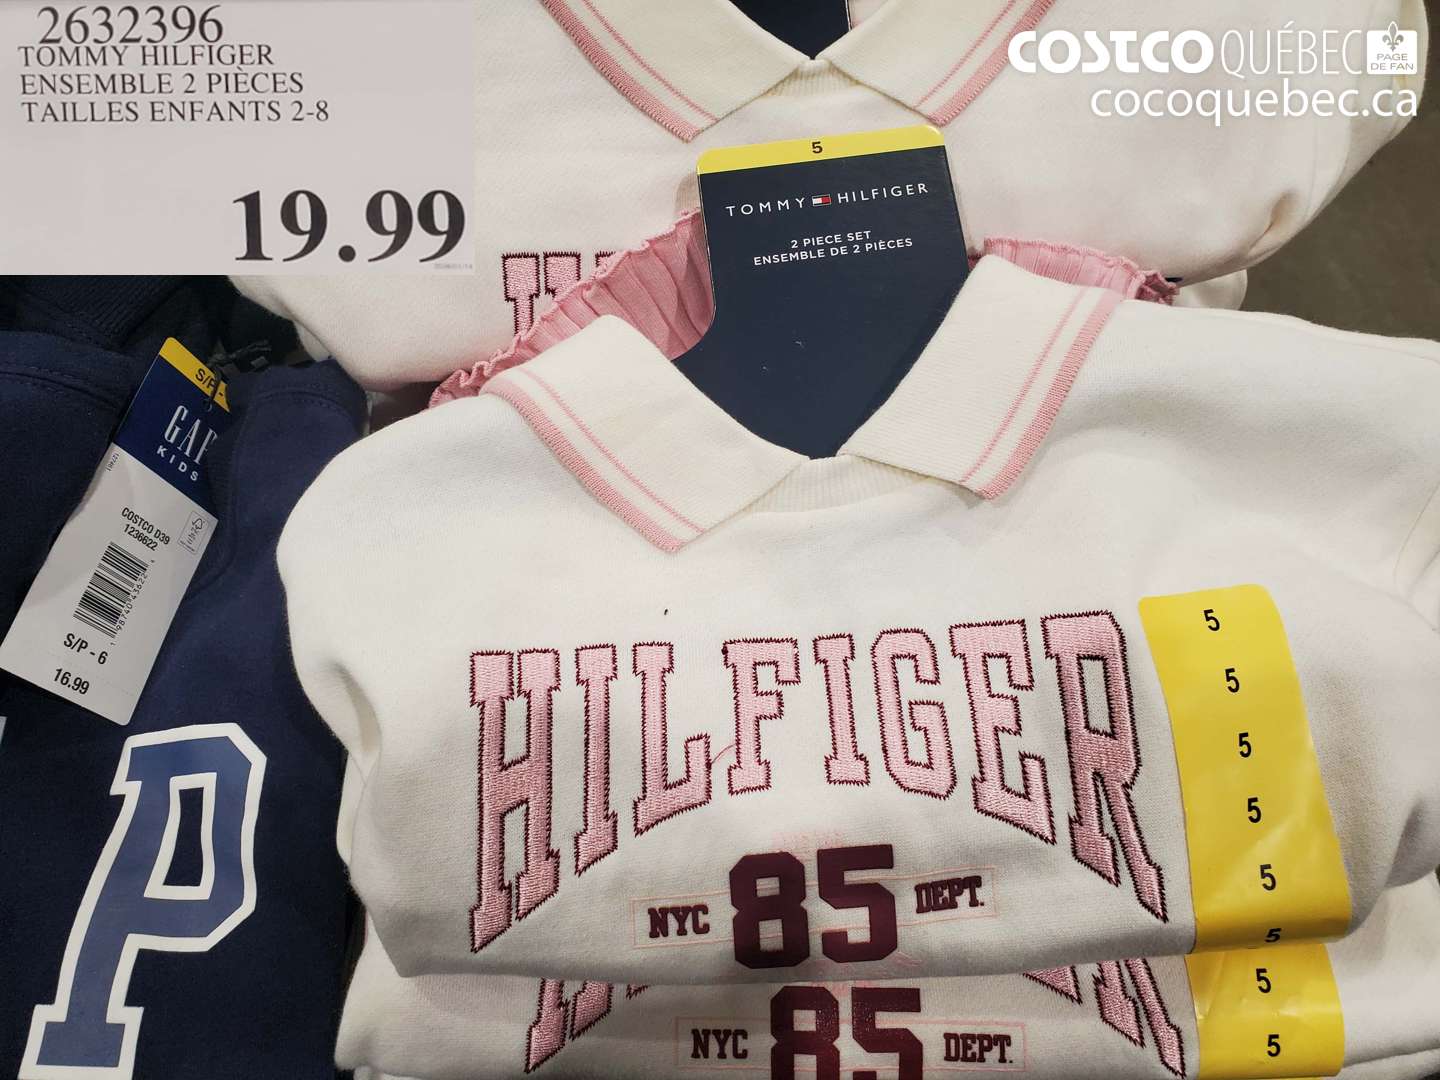 2632396
TOMMY HILFIGER
ENSEMBLE 2 PIÈCES
TAILLES ENFANTS 2-8
19.99
COSTCO QUÉBEC
PAGE
DE FAN
cocoquebec.ca
5
TOMMY HILFIGER
2 PIECE SET
ENSEMBLE DE 2 PIÈCES
GAP
KIDS
COSTCO D39
1236622
S/P - 6
16.99
P
HILFIGER
NYC 85 DEPT.
5
5
5
5
5
5
5
5
NYC 85 DEPT.